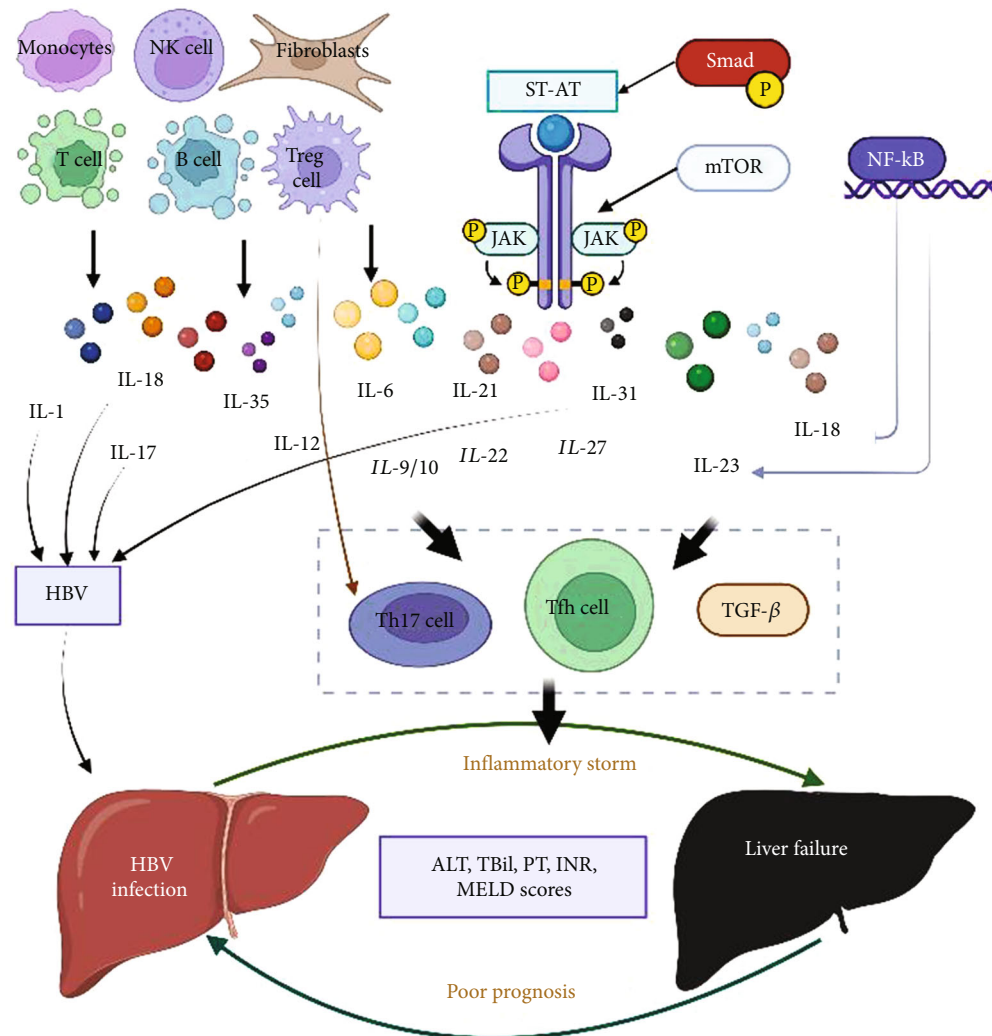 Monocytes
NK cell
Fibroblasts
Smad
P
ST-AT
T cell
B cell
Treg
cell
mTOR
NF-kB
P
JAK
JAK
P
P
P
IL-18
IL-35
IL-6
IL-21
IL-31
IL-1
IL-17
IL-12
IL-9/10
IL-22
IL-27
IL-18
IL-23
HBV
Th17 cell
Tfh cell
TGF-β
Inflammatory storm
HBV
infection
ALT, TBil, PT, INR,
MELD scores
Liver failure
Poor prognosis